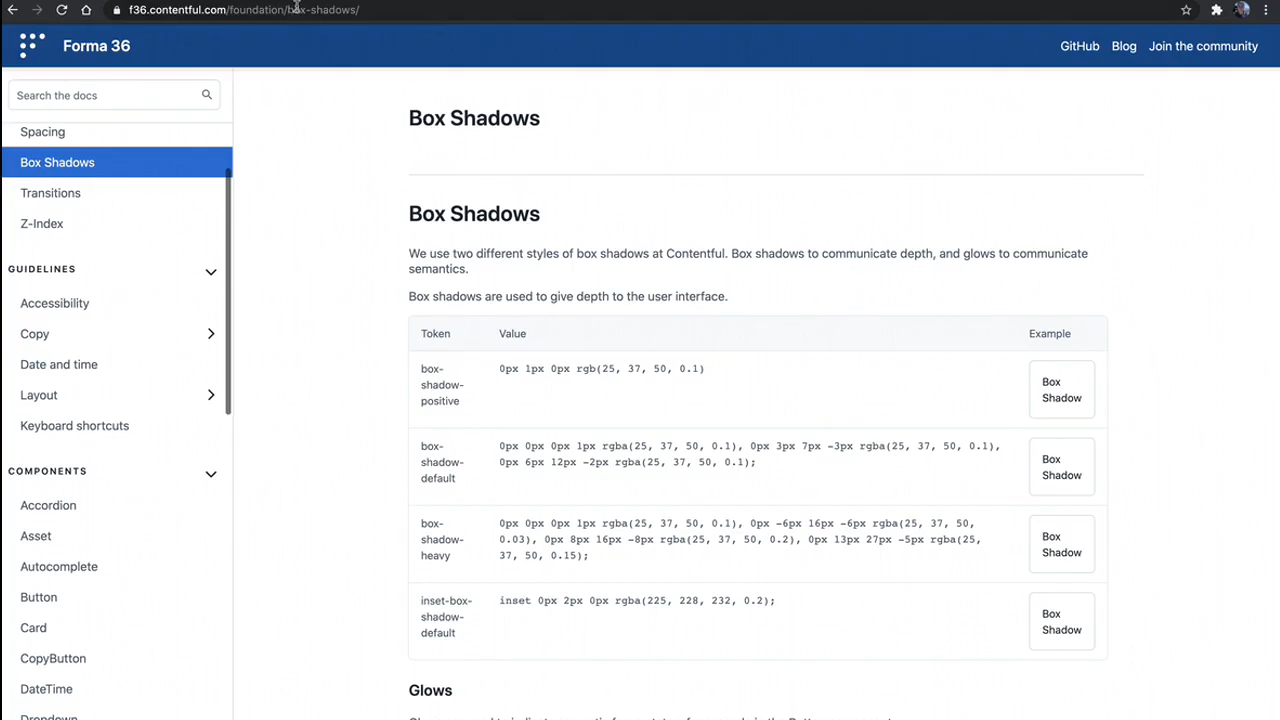 f36.contentful.com/foundation/box-shadows/
Forma 36
GitHub Blog Join the community
Search the docs
Spacing
Box Shadows
Transitions
Z-Index
GUIDELINES
Accessibility
Copy
Date and time
Layout
Keyboard shortcuts
COMPONENTS
Accordion
Asset
Autocomplete
Button
Card
CopyButton
DateTime
Dropdown
Box Shadows
Box Shadows
We use two different styles of box shadows at Contentful. Box shadows to communicate depth, and glows to communicate
semantics.
Box shadows are used to give depth to the user interface.
Token Value Example
box-
shadow-
positive
0px 1px 0px rgb(25, 37, 50, 0.1)
Box
Shadow
box-
shadow-
default
0px 0px 0px 1px rgba(25, 37, 50, 0.1), 0px 3px 7px -3px rgba(25, 37, 50, 0.1),
0px 6px 12px -2px rgba(25, 37, 50, 0.1);
Box
Shadow
box-
shadow-
heavy
0px 0px 0px 1px rgba(25, 37, 50, 0.1), 0px -6px 16px -6px rgba(25, 37, 50,
0.03), 0px 8px 16px -8px rgba(25, 37, 50, 0.2), 0px 13px 27px -5px rgba(25,
37, 50, 0.15);
Box
Shadow
inset-box-
shadow-
default
inset 0px 2px 0px rgba(225, 228, 232, 0.2);
Box
Shadow
Glows